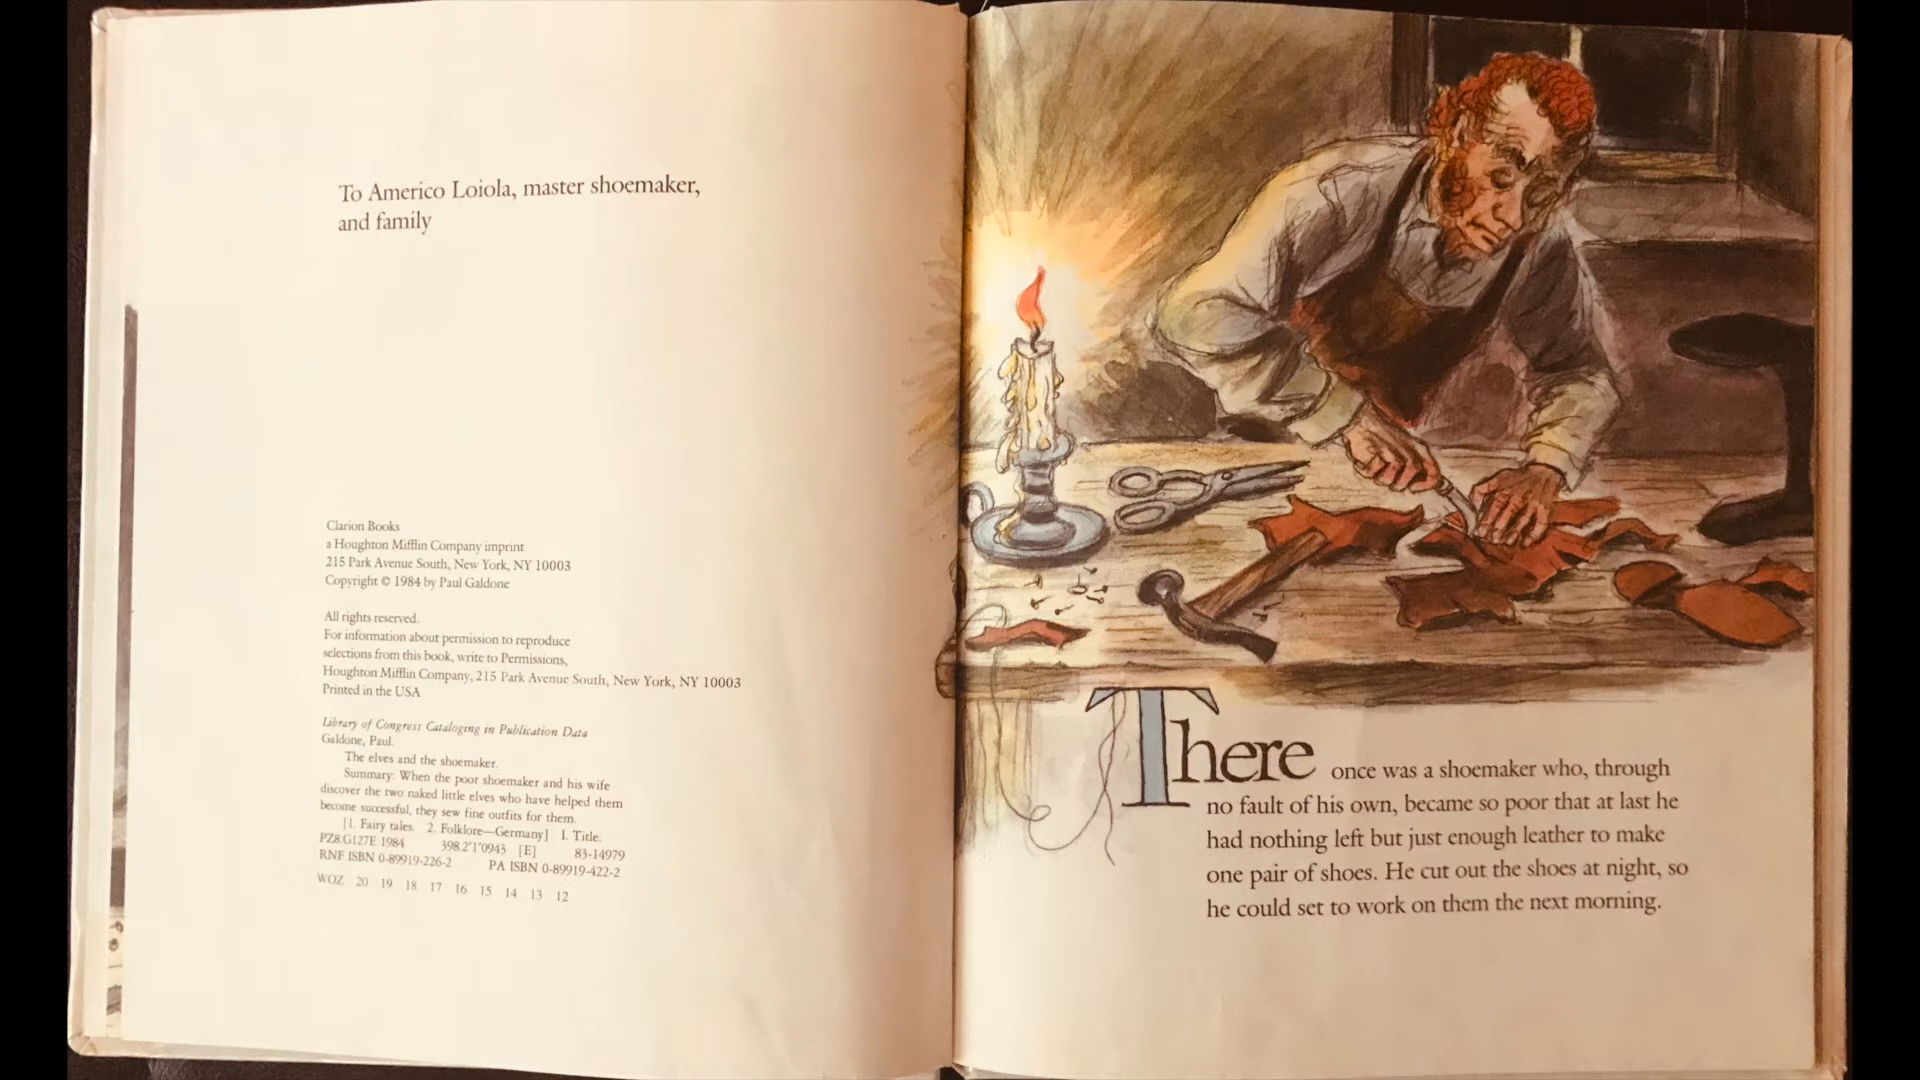 To Americo Loiola, master shoemaker,
and family
Clarion Books
a Houghton Mifflin Company imprint
215 Park Avenue South, New York, NY 10003
Copyright © 1984 by Paul Galdone
All rights reserved.
For information about permission to reproduce
selections from this book, write to Permissions,
Houghton Mifflin Company, 215 Park Avenue South, New York, NY 10003
Printed in the USA
Library of Congress Cataloging in Publication Data
Galdone, Paul.
The elves and the shoemaker.
Summary: When the poor shoemaker and his wife
discover the two naked little elves who have helped them
become successful, they sew fine outfits for them.
[1. Fairy tales. 2. Folklore—Germany] I. Title.
PZ8.G127E 1984 398.2'1'0943 [E] 83-14979
RNF ISBN 0-89919-226-2 PA ISBN 0-89919-422-2
WOZ 20 19 18 17 16 15 14 13 12
There once was a shoemaker who, through
no fault of his own, became so poor that at last he
had nothing left but just enough leather to make
one pair of shoes. He cut out the shoes at night, so
he could set to work on them the next morning.